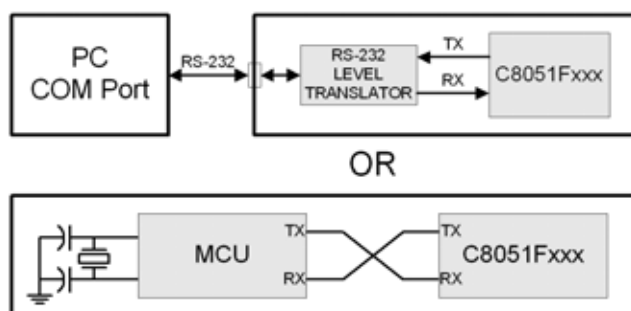 PC
COM Port
RS-232
RS-232
LEVEL
TRANSLATOR
TX
RX
C8051Fxxx
OR
MCU
TX
RX
TX
RX
C8051Fxxx